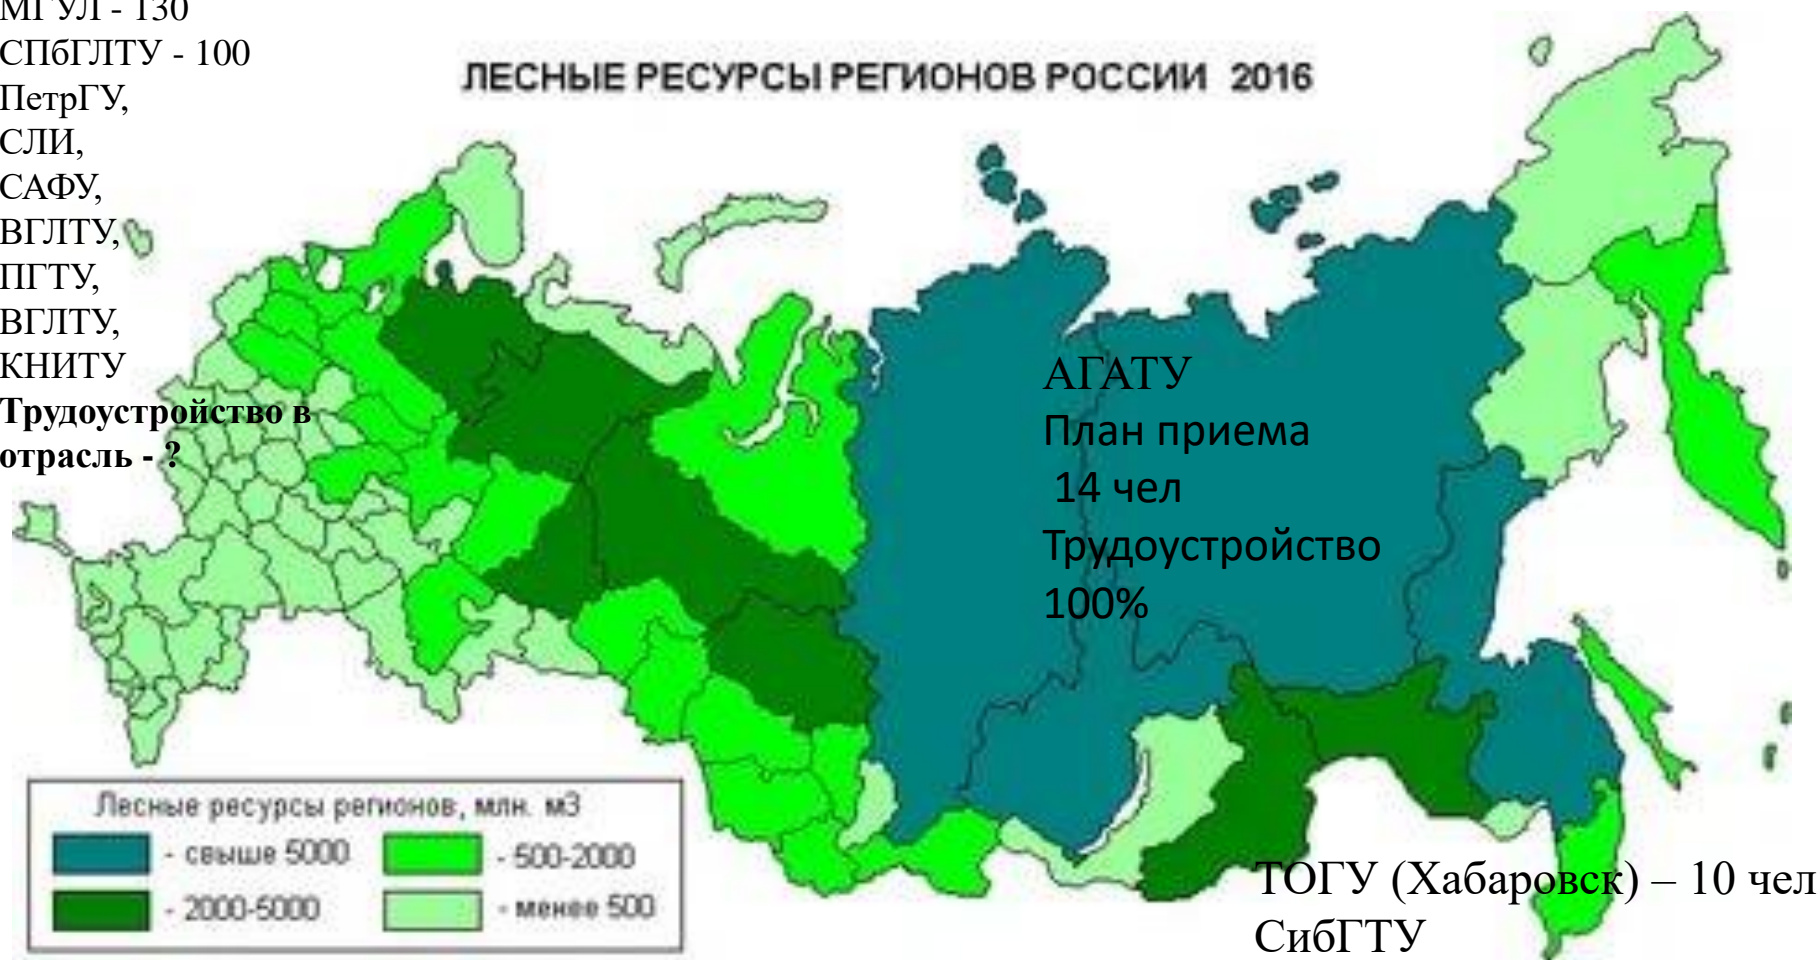 МГУЛ - 130
СПбГЛТУ - 100
ПетрГУ,
СЛИ,
САФУ,
ВГЛТУ,
ПГТУ,
ВГЛТУ,
КНИТУ
Трудоустройство в
отрасль - ?
ЛЕСНЫЕ РЕСУРСЫ РЕГИОНОВ РОССИИ 2016
АГАТУ
План приема
14 чел
Трудоустройство
100%
Лесные ресурсы регионов, млн. м3
- свыше 5000
- 500-2000
- 2000-5000
- менее 500
ТОГУ (Хабаровск) – 10 чел
СибГТУ